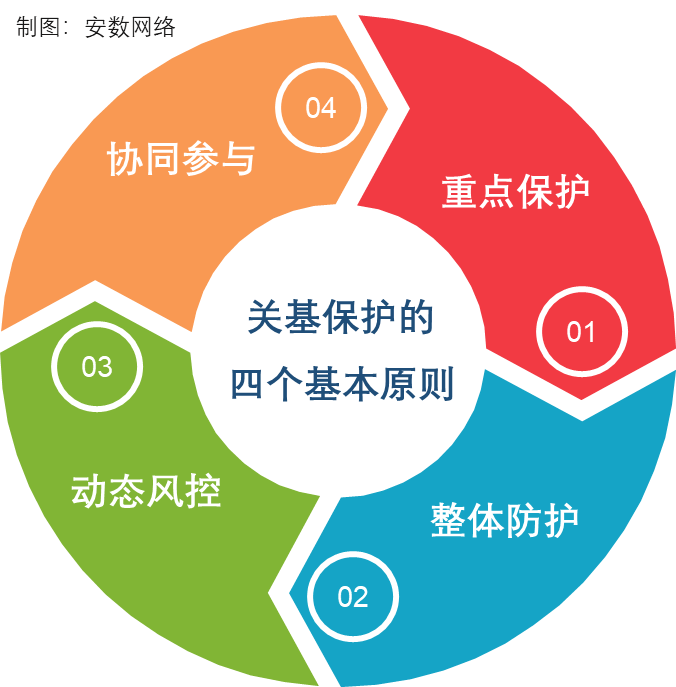 制图：安数网络
关基保护的
四个基本原则
重点保护
01
整体防护
02
动态风控
03
协同参与
04